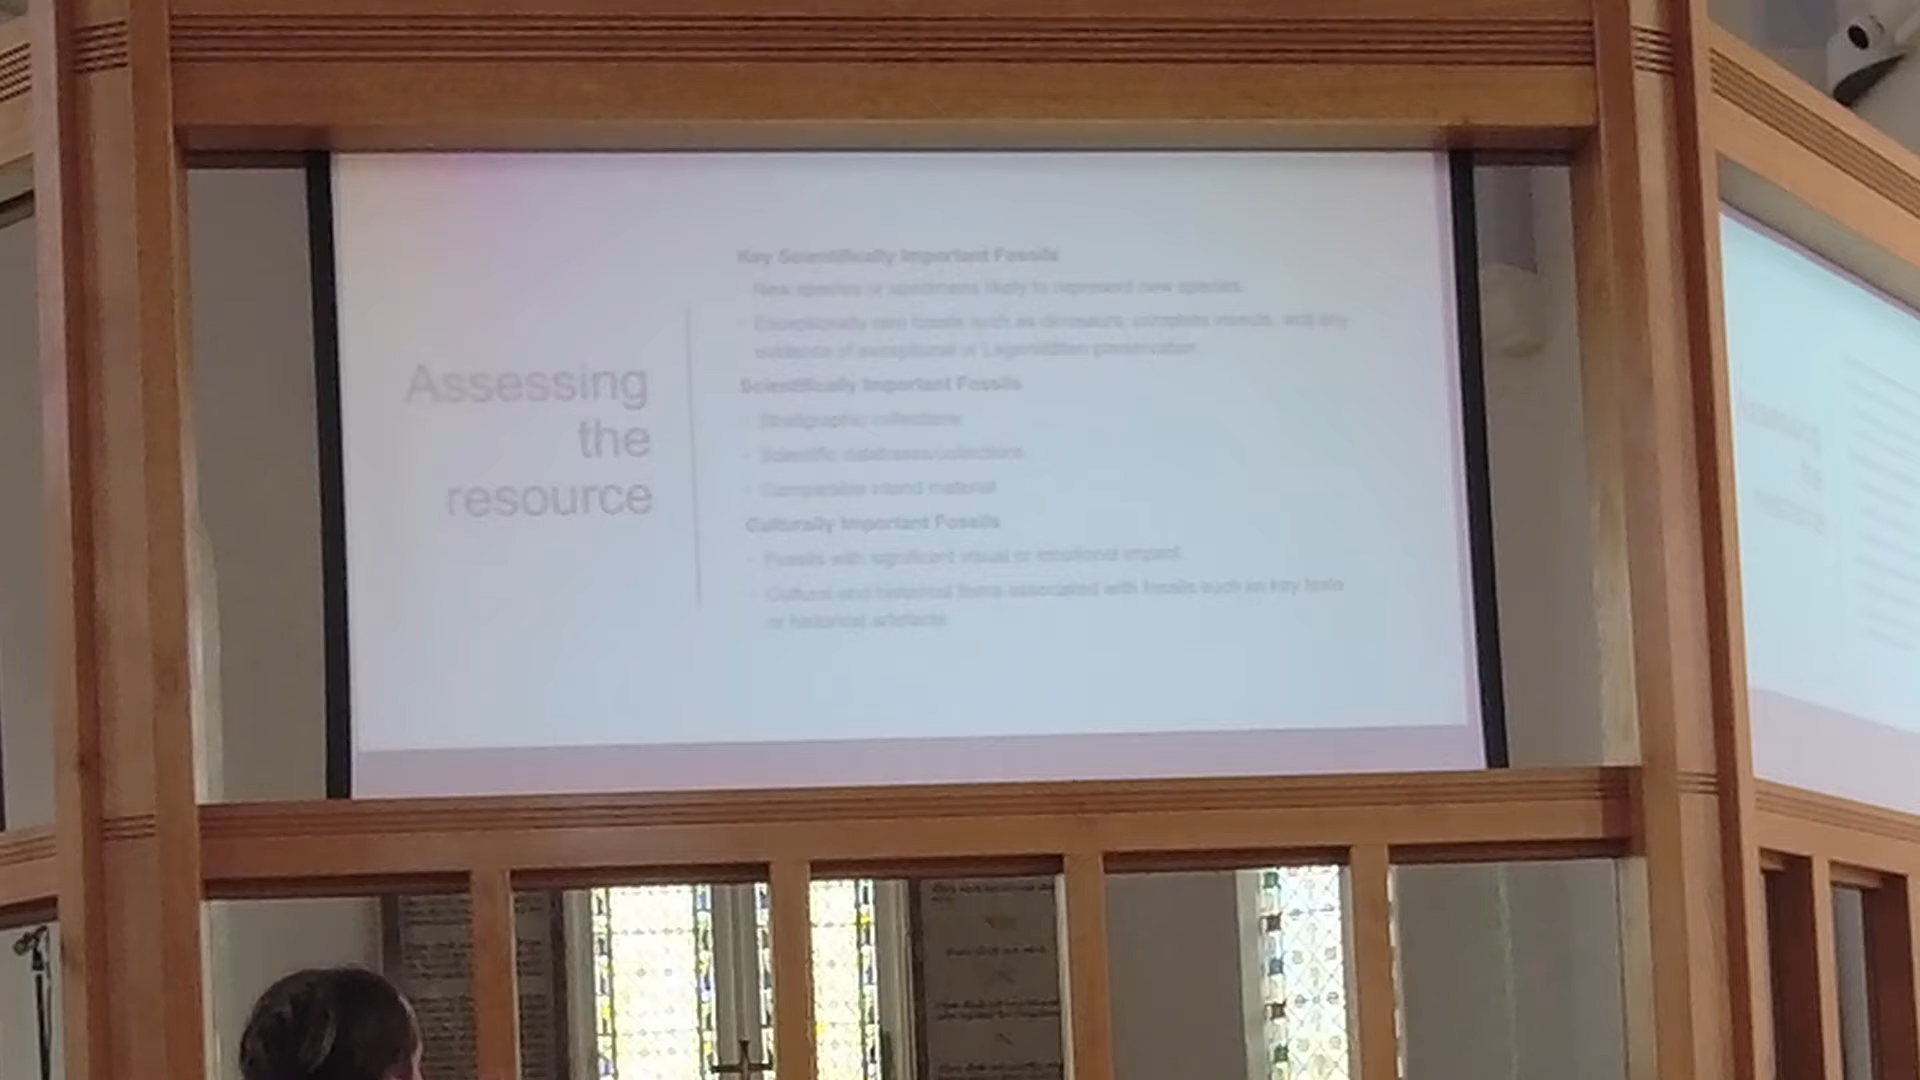 Assessing
the
resource
Key Scientifically Important Fossils
New species or specimens likely to represent new species
Exceptionally rare fossils such as dinosaurs, complete insects, and any
evidence of exceptional or Lagerstätten preservation
Scientifically Important Fossils
Stratigraphic collections
Scientific databases/collections
Comparable inland material
Culturally Important Fossils
Fossils with significant visual or emotional impact
Cultural and historical items associated with fossils such as key texts
or historical artefacts